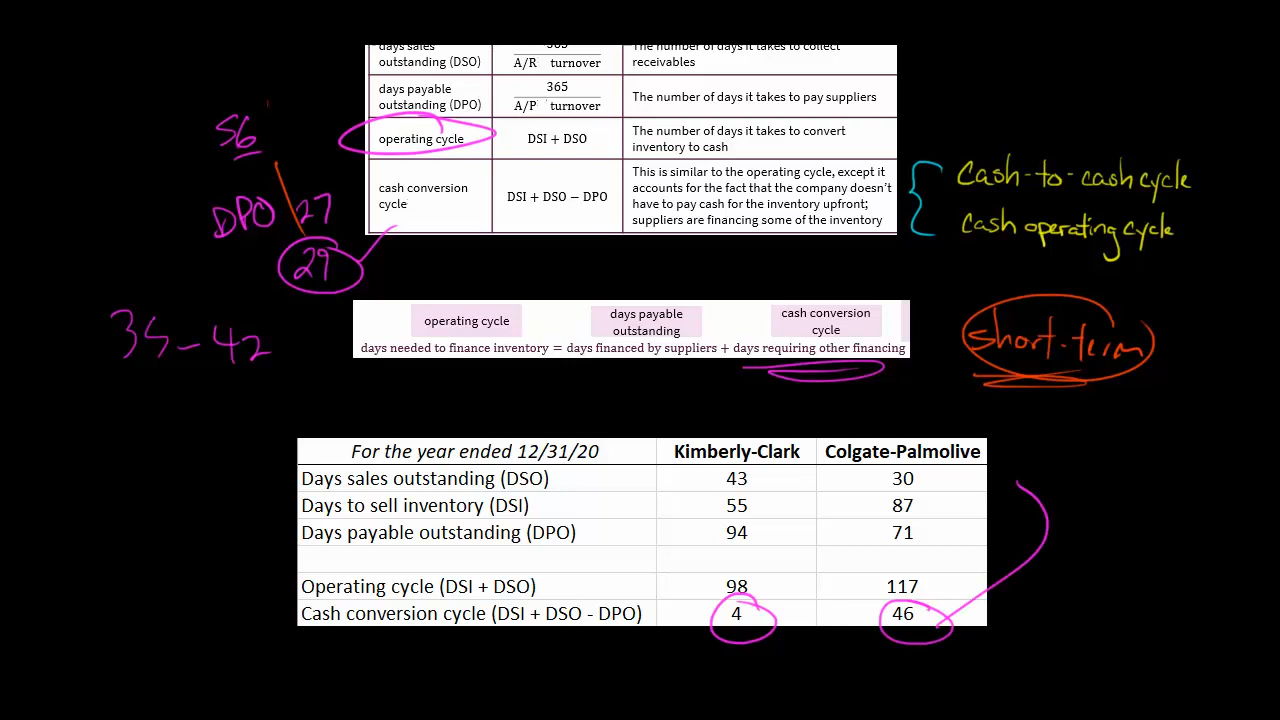 days sales
outstanding (DSO)
365
A/R turnover
The number of days it takes to collect
receivables
days payable
outstanding (DPO)
365
A/P turnover
The number of days it takes to pay suppliers
operating cycle
DSI + DSO
The number of days it takes to convert
inventory to cash
cash conversion
cycle
DSI + DSO − DPO
This is similar to the operating cycle, except it
accounts for the fact that the company doesn't
have to pay cash for the inventory upfront;
suppliers are financing some of the inventory
56
DPO 27
29
Cash-to-cash cycle
Cash operating cycle
35-42
operating cycle
days payable
outstanding
cash conversion
cycle
days needed to finance inventory = days financed by suppliers + days requiring other financing
short-term
For the year ended 12/31/20 Kimberly-Clark Colgate-Palmolive
Days sales outstanding (DSO) 43 30
Days to sell inventory (DSI) 55 87
Days payable outstanding (DPO) 94 71
Operating cycle (DSI + DSO) 98 117
Cash conversion cycle (DSI + DSO - DPO) 4 46